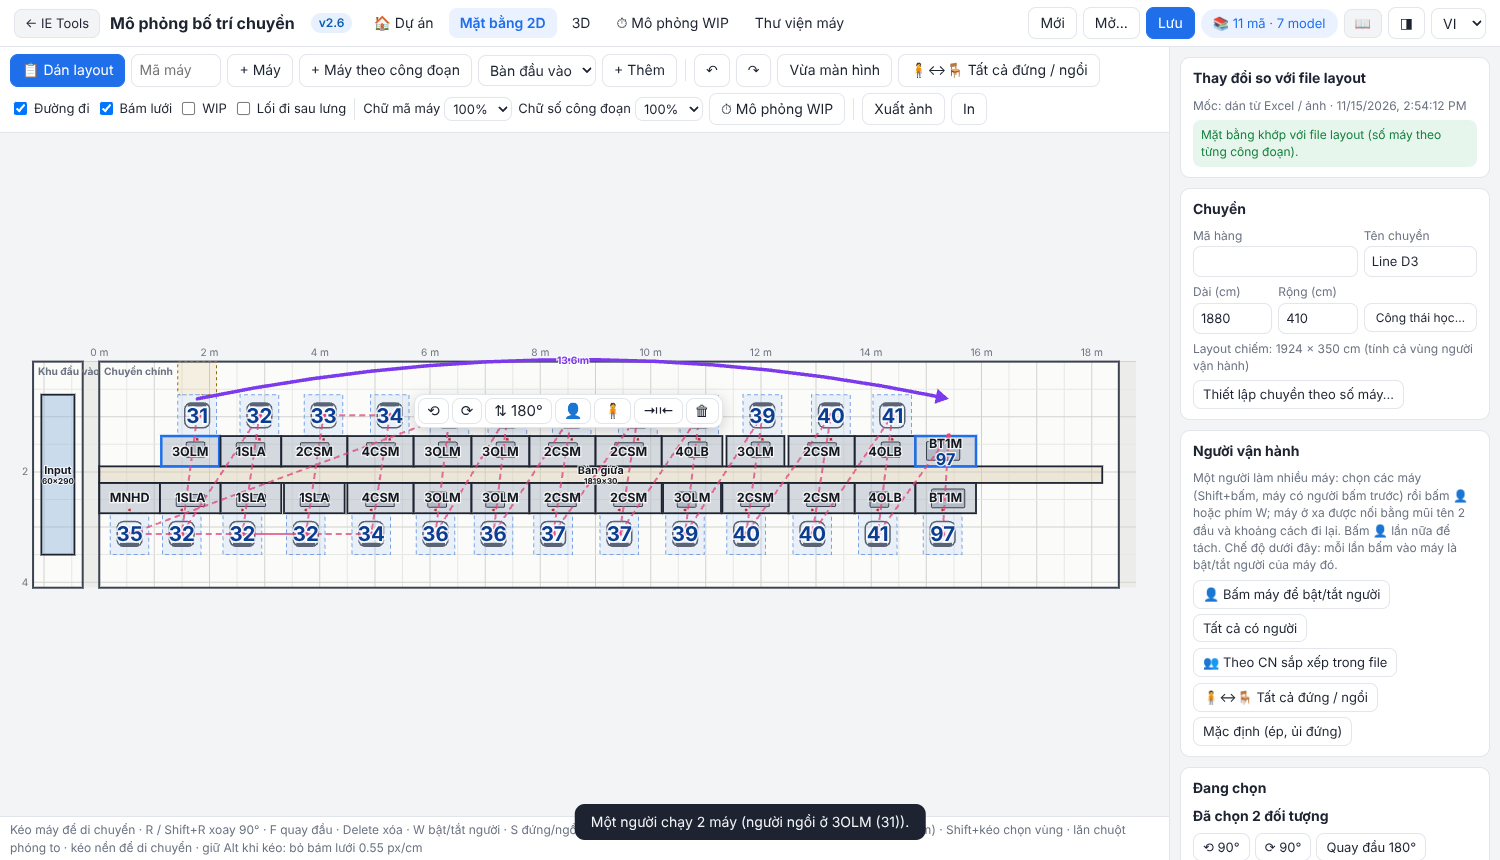 ← IE Tools
Mô phỏng bố trí chuyền
v2.6
Dự án
Mặt bằng 2D
3D
Mô phỏng WIP
Thư viện máy
Mới
Mở...
Lưu
11 mã · 7 model
VI
Dán layout
Mã máy
+ Máy
+ Máy theo công đoạn
Bàn đầu vào
+ Thêm
↶
↷
Vừa màn hình
↔ Tất cả đứng / ngồi
Đường đi
Bám lưới
WIP
Lối đi sau lưng
Chữ mã máy
100%
Chữ số công đoạn
100%
Mô phỏng WIP
Xuất ảnh
In
0 m
2 m
4 m
6 m
8 m
10 m
12 m
14 m
16 m
18 m
Khu đầu vào
Chuyền chính
13.6 m
31
32
33
34
39
40
41
⟲
⟳
⇅ 180°
3OLM
1SLA
2CSM
4CSM
3OLM
3OLM
2CSM
2CSM
4OLB
3OLM
2CSM
4OLB
BT1M
97
2
Input
60×290
Bàn giữa
1819×30
MNHD
1SLA
1SLA
1SLA
4CSM
3OLM
3OLM
2CSM
2CSM
3OLM
2CSM
2CSM
4OLB
BT1M
35
32
32
32
34
36
36
37
37
39
40
40
41
97
4
Kéo máy để di chuyển · R / Shift+R xoay 90° · F quay đầu · Delete xóa · W bật/tắt người · S đứng/ngồ
) · Shift+kéo chọn vùng · lăn chuột
phóng to · kéo nền để di chuyển · giữ Alt khi kéo: bỏ bám lưới 0.55 px/cm
Một người chạy 2 máy (người ngồi ở 3OLM (31)).
Thay đổi so với file layout
Mốc: dán từ Excel / ảnh · 11/15/2026, 2:54:12 PM
Mặt bằng khớp với file layout (số máy theo
từng công đoạn).
Chuyền
Mã hàng
Tên chuyền
Line D3
Dài (cm)
Rộng (cm)
1880
410
Công thái học...
Layout chiếm: 1924 × 350 cm (tính cả vùng người
vận hành)
Thiết lập chuyền theo số máy...
Người vận hành
Một người làm nhiều máy: chọn các máy
(Shift+bấm, máy có người bấm trước) rồi bấm
hoặc phím W; máy ở xa được nối bằng mũi tên 2
đầu và khoảng cách đi lại. Bấm lần nữa để
tách. Chế độ dưới đây: mỗi lần bấm vào máy là
bật/tắt người của máy đó.
Bấm máy để bật/tắt người
Tất cả có người
Theo CN sắp xếp trong file
↔ Tất cả đứng / ngồi
Mặc định (ép, ủi đứng)
Đang chọn
Đã chọn 2 đối tượng
⟲ 90°
⟳ 90°
Quay đầu 180°